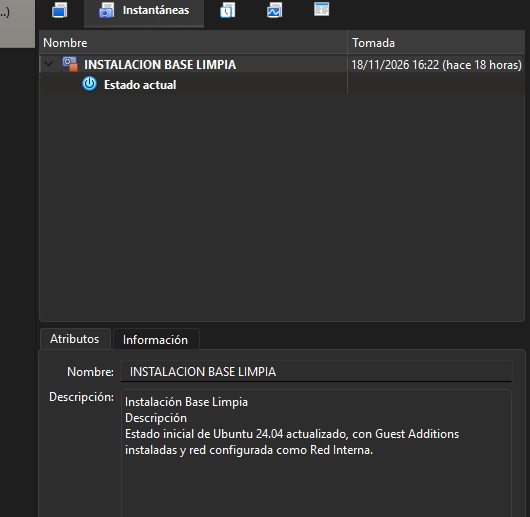 ..)
Instantáneas
Nombre
Tomada
INSTALACION BASE LIMPIA
18/11/2026 16:22 (hace 18 horas)
Estado actual
Atributos
Información
Nombre:
INSTALACION BASE LIMPIA
Descripción:
Instalación Base Limpia
Descripción
Estado inicial de Ubuntu 24.04 actualizado, con Guest Additions
instaladas y red configurada como Red Interna.